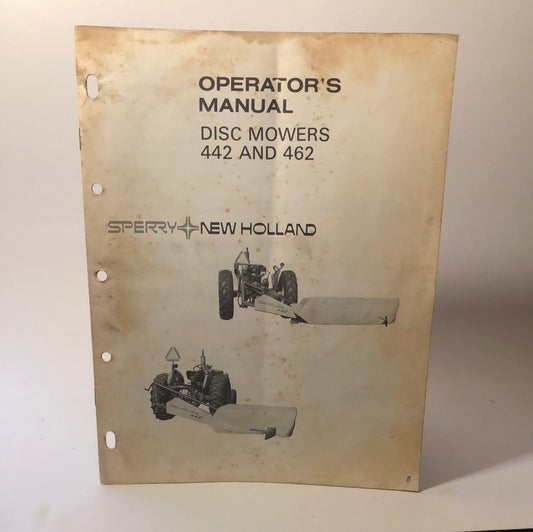 OPERATOR'S
MANUAL
DISC MOWERS
442 AND 462
SPERRY NEW HOLLAND